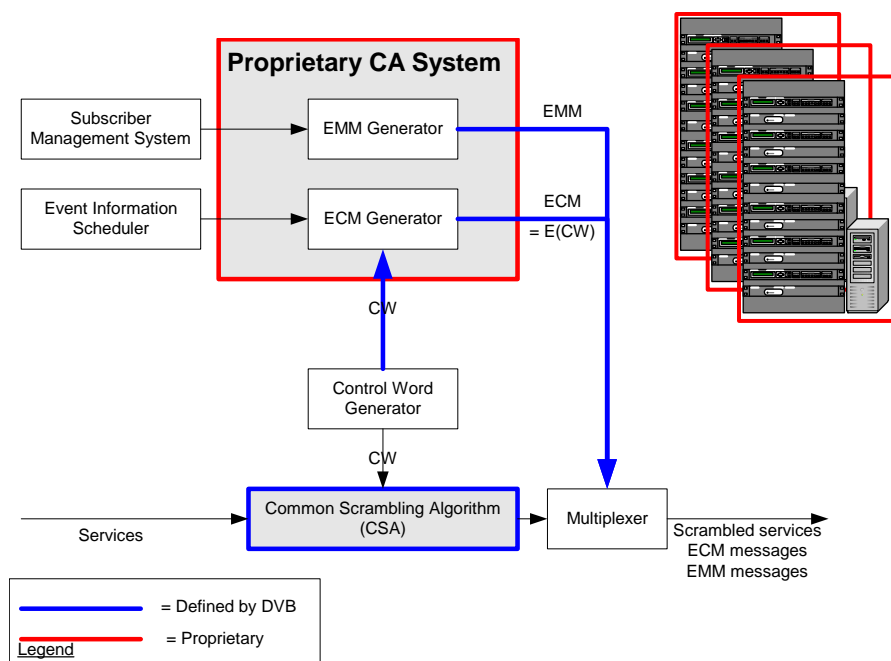 Proprietary CA System
Subscriber
Management System
EMM Generator
EMM
Event Information
Scheduler
ECM Generator
ECM
= E(CW)
CW
Control Word
Generator
CW
Services
Common Scrambling Algorithm
(CSA)
Multiplexer
Scrambled services
ECM messages
EMM messages
= Defined by DVB
= Proprietary
Legend